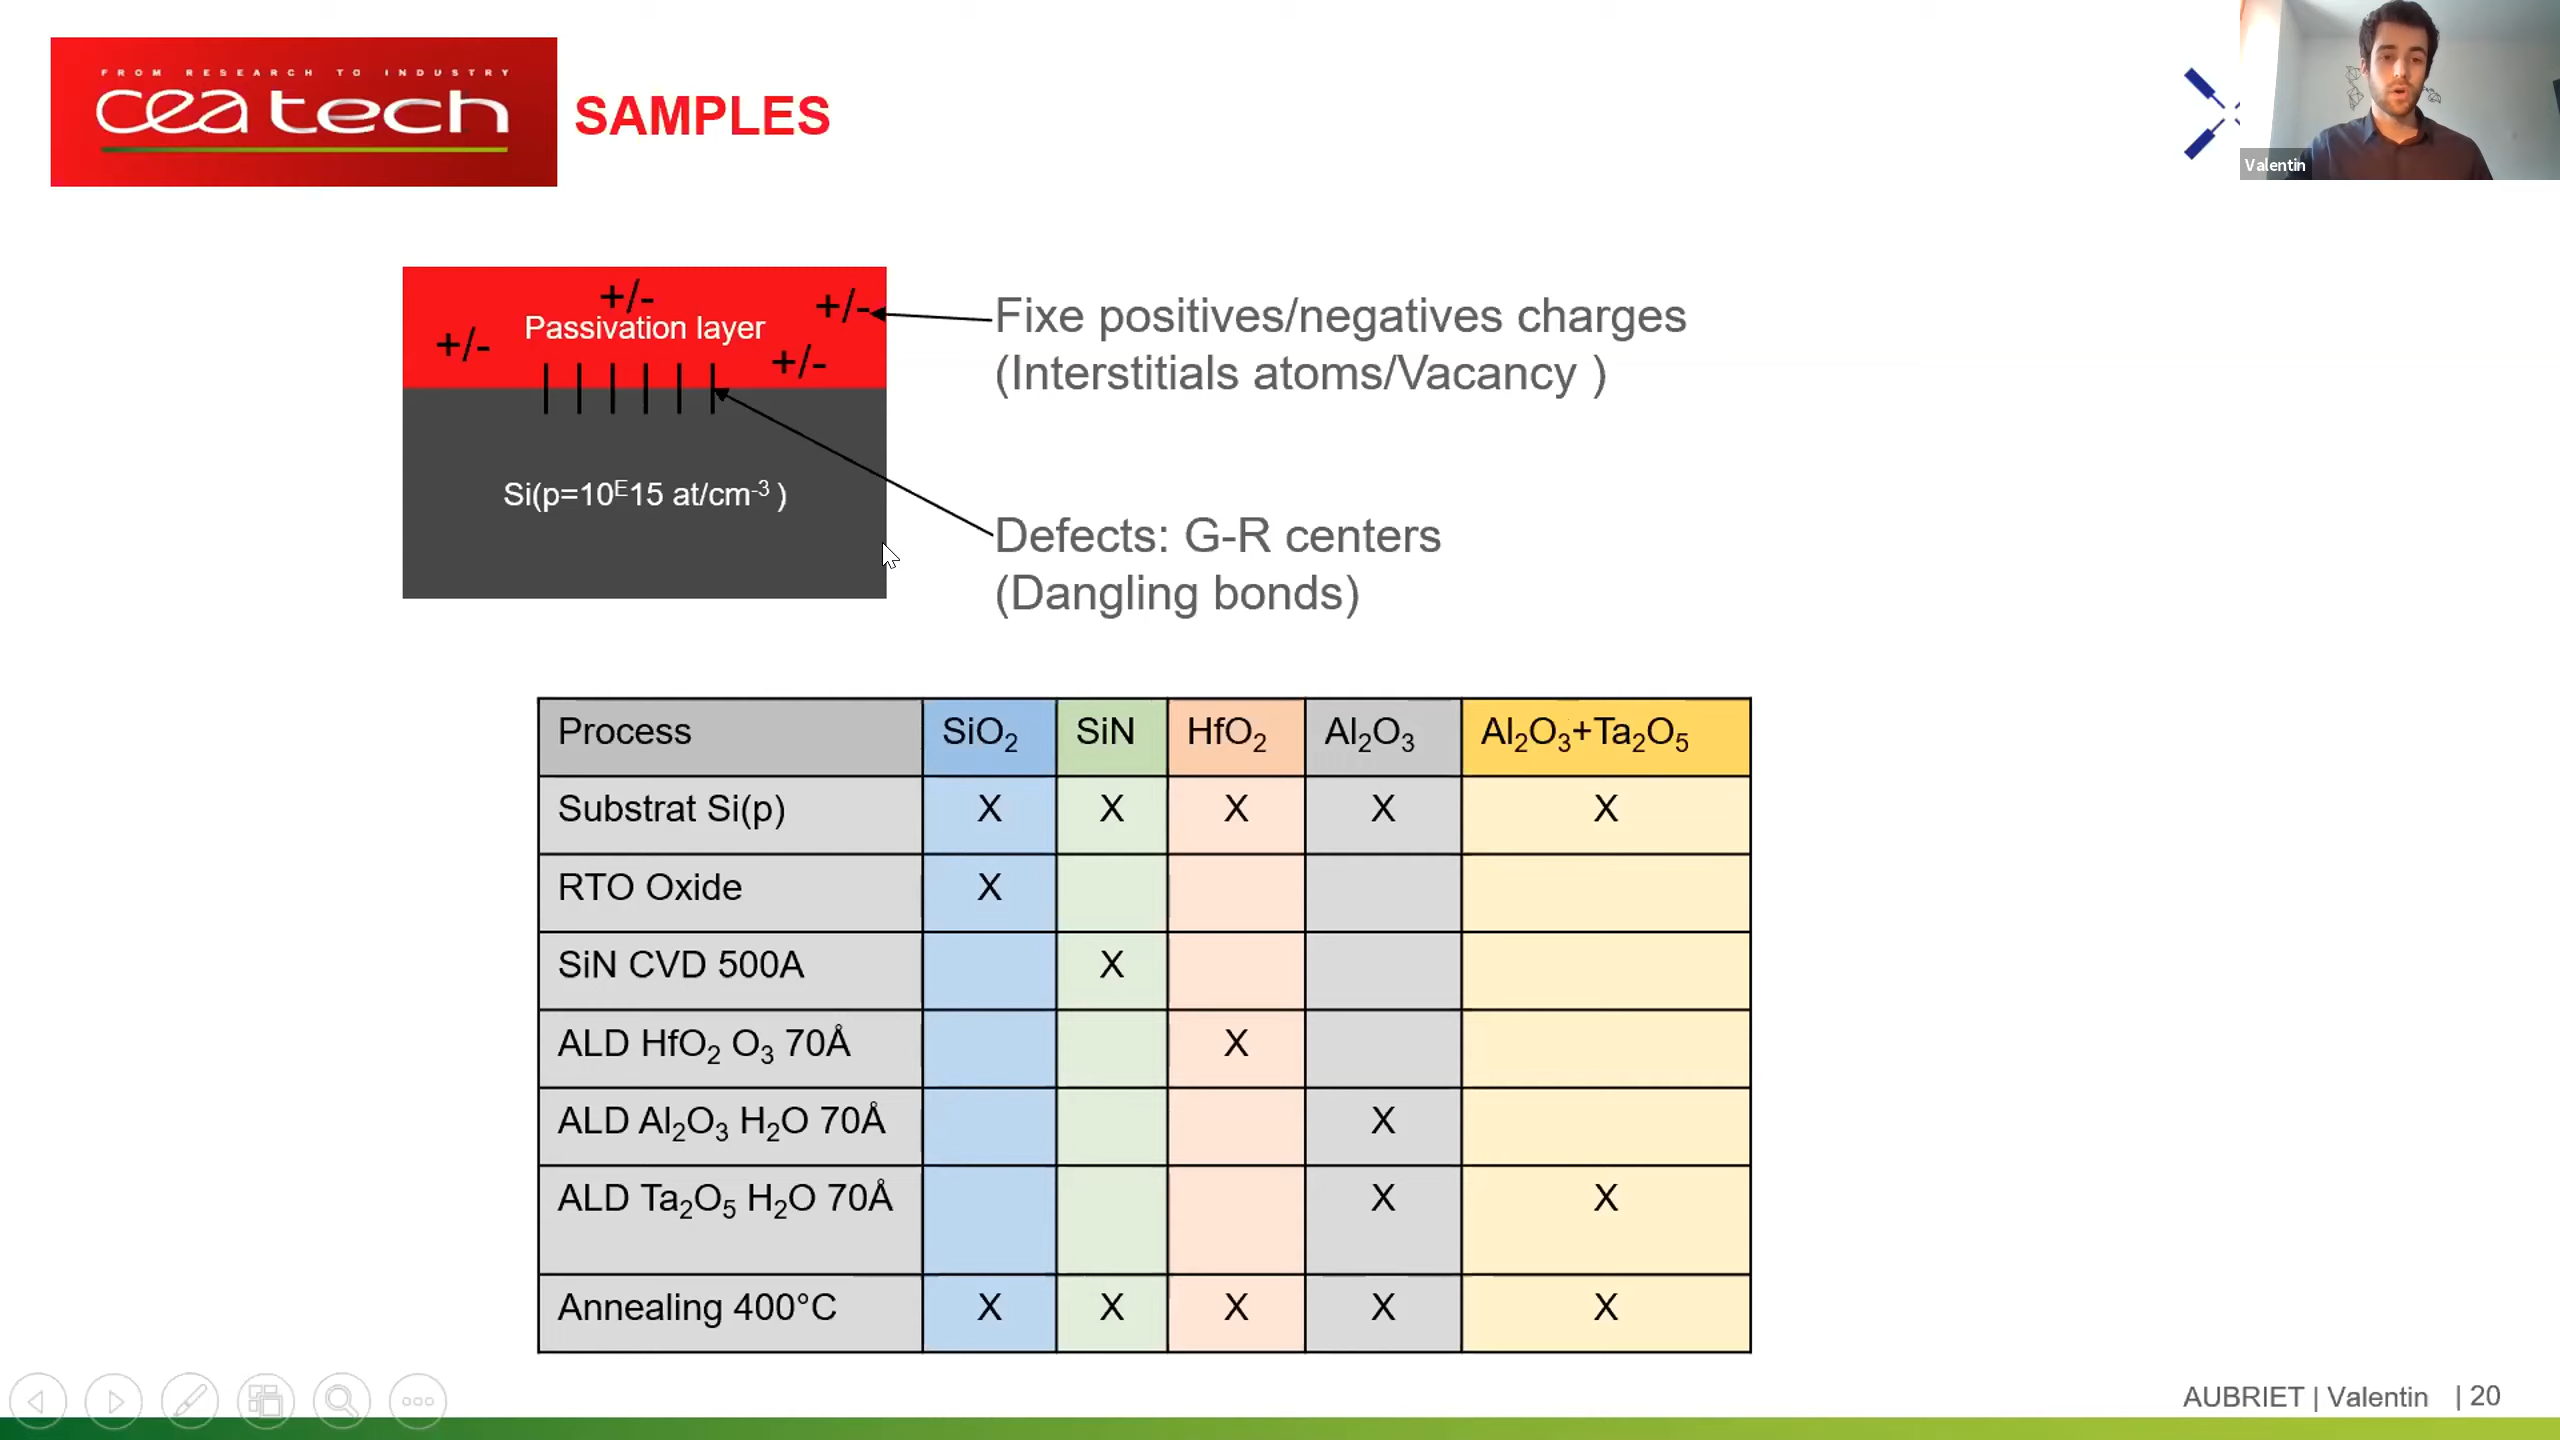 FROM RESEARCH TO INDUSTRY
cea tech
SAMPLES
Valentin
+/-
+/-
Passivation layer
+/-
+/-
Fixe positives/negatives charges
(Interstitials atoms/Vacancy )
Si(p=10ᴱ15 at/cm⁻³ )
Defects: G-R centers
(Dangling bonds)
Process SiO₂ SiN HfO₂ Al₂O₃ Al₂O₃+Ta₂O₅
Substrat Si(p) X X X X X
RTO Oxide X
SiN CVD 500A X
ALD HfO₂ O₃ 70Å X
ALD Al₂O₃ H₂O 70Å X
ALD Ta₂O₅ H₂O 70Å X X
Annealing 400°C X X X X X
AUBRIET | Valentin | 20